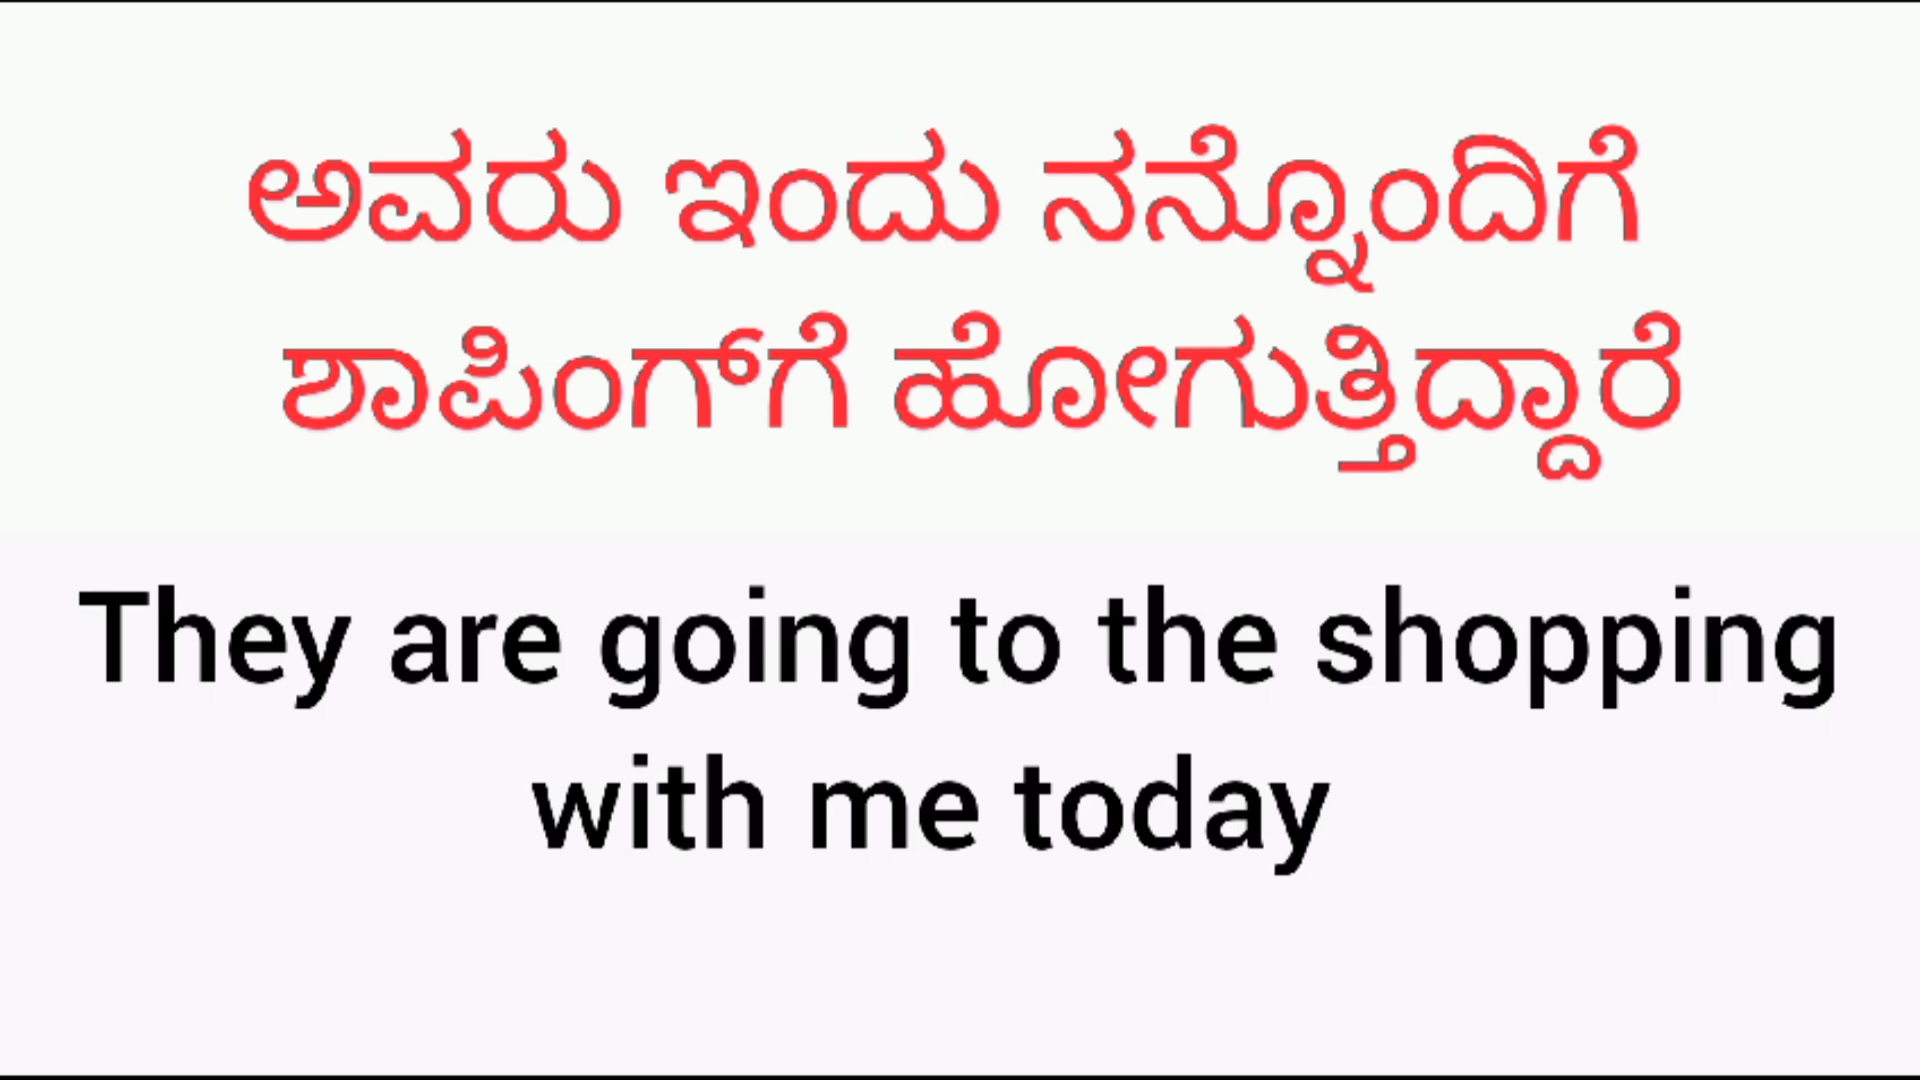 ಅವರು ಇಂದು ನನ್ನೊಂದಿಗೆ
ಶಾಪಿಂಗ್‌ಗೆ ಹೋಗುತ್ತಿದ್ದಾರೆ
They are going to the shopping
with me today